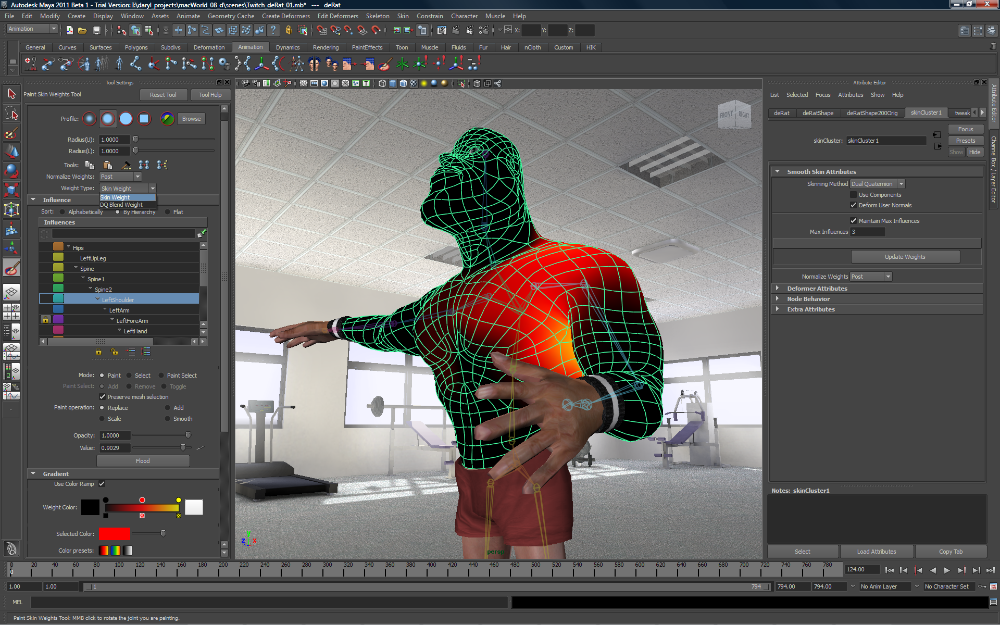 Autodesk Maya 2011 Beta 1 - Trial Version: I:\daryl_projects\macWorld_08_d\scenes\Twitch_deRat_01.mb* --- deRat
File Edit Modify Create Display Window Assets Animate Geometry Cache Create Deformers Edit Deformers Skeleton Skin Constrain Character Muscle Help
Animation X: Y: Z:
General Curves Surfaces Polygons Subdivs Deformation Animation Dynamics Rendering PaintEffects Toon Muscle Fluids Fur Hair nCloth Custom HIK
Tool Settings
Paint Skin Weights Tool Reset Tool Tool Help
Profile: Browse
Radius(U): 1.0000
Radius(L): 1.0000
Tools:
Normalize Weights: Post
Weight Type: Skin Weight
Skin Weight
DQ Blend Weight
Influence
Sort: Alphabetically By Hierarchy Flat
Influences
Hips
LeftUpLeg
Spine
Spine1
Spine2
LeftShoulder
LeftArm
LeftForeArm
LeftHand
Mode: Paint Select Paint Select
Paint Select: Add Remove Toggle
Preserve mesh selection
Paint operation: Replace Add
Scale Smooth
Opacity: 1.0000
Value: 0.9029
Flood
Gradient
Use Color Ramp
Weight Color:
Selected Color:
Color presets:
FRONT RIGHT
y
z x
persp
Attribute Editor
List Selected Focus Attributes Show Help
deRat deRatShape deRatShape200Orig skinCluster1 tweak
Focus
skinCluster: skinCluster1 Presets
Show Hide
Smooth Skin Attributes
Skinning Method Dual Quaternion
Use Components
Deform User Normals
Maintain Max Influences
Max Influences 3
Update Weights
Normalize Weights Post
Deformer Attributes
Node Behavior
Extra Attributes
Notes: skinCluster1
Select Load Attributes Copy Tab
Attribute Editor
Channel Box / Layer Editor
0 20 40 60 80 100 120 140 160 180 200 220 240 260 280 300 320 340 360 380 400 420 440 460 480 500 520 540 560 580 600 620 640 660 680 700 720 740 760 780
0 124.00
1.00 1.00 1 794 794.00 794.00 No Anim Layer No Character Set
MEL
Paint Skin Weights Tool: MMB click to rotate the joint you are painting.